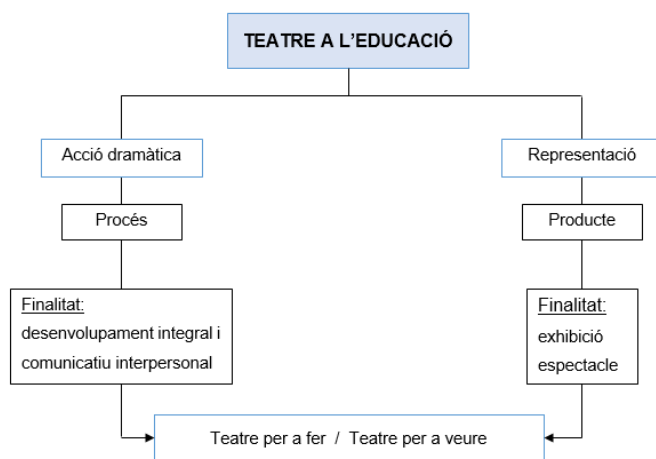 TEATRE A L'EDUCACIÓ
Acció dramàtica
Representació
Procés
Producte
Finalitat:
desenvolupament integral i
comunicatiu interpersonal
Finalitat:
exhibició
espectacle
Teatre per a fer / Teatre per a veure